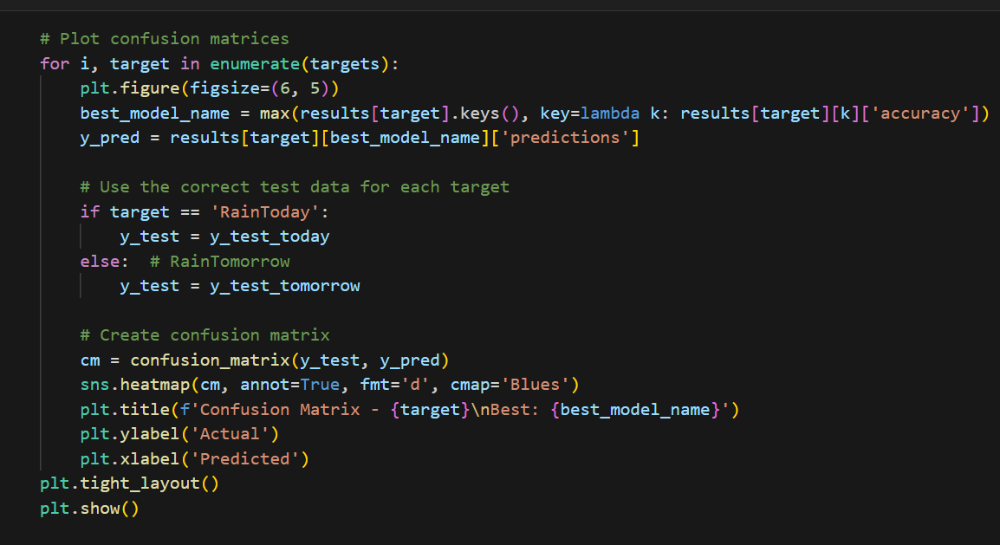 # Plot confusion matrices
for i, target in enumerate(targets):
    plt.figure(figsize=(6, 5))
    best_model_name = max(results[target].keys(), key=lambda k: results[target][k]['accuracy'])
    y_pred = results[target][best_model_name]['predictions']

    # Use the correct test data for each target
    if target == 'RainToday':
        y_test = y_test_today
    else:  # RainTomorrow
        y_test = y_test_tomorrow

    # Create confusion matrix
    cm = confusion_matrix(y_test, y_pred)
    sns.heatmap(cm, annot=True, fmt='d', cmap='Blues')
    plt.title(f'Confusion Matrix - {target}\nBest: {best_model_name}')
    plt.ylabel('Actual')
    plt.xlabel('Predicted')
plt.tight_layout()
plt.show()